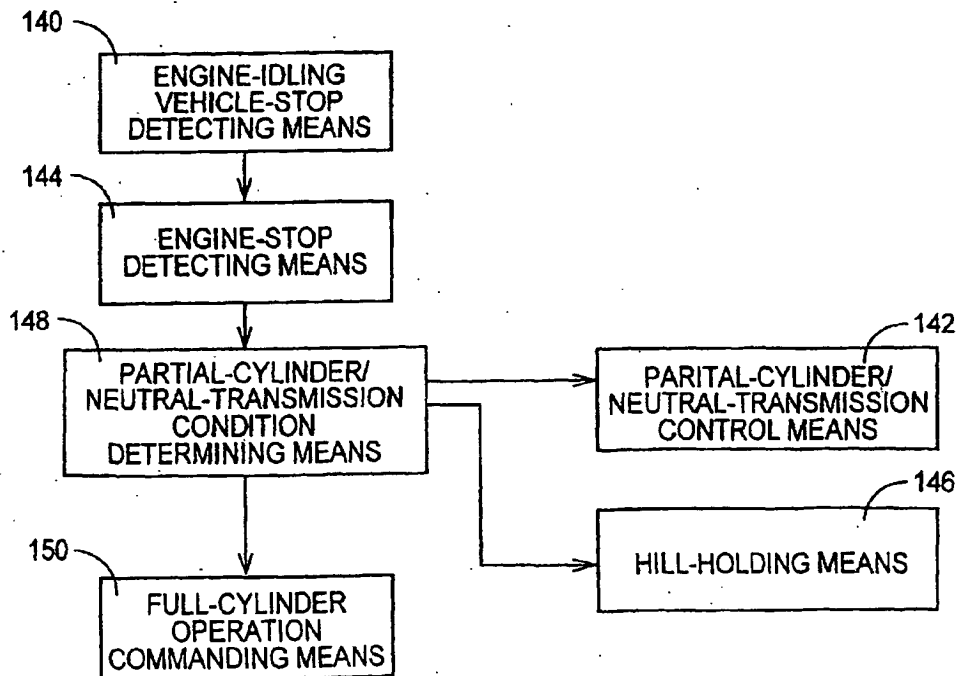 140
ENGINE-IDLING
VEHICLE-STOP
DETECTING MEANS
144
ENGINE-STOP
DETECTING MEANS
148
PARTIAL-CYLINDER/
NEUTRAL-TRANSMISSION
CONDITION
DETERMINING MEANS
142
PARITAL-CYLINDER/
NEUTRAL-TRANSMISSION
CONTROL MEANS
146
HILL-HOLDING MEANS
150
FULL-CYLINDER
OPERATION
COMMANDING MEANS